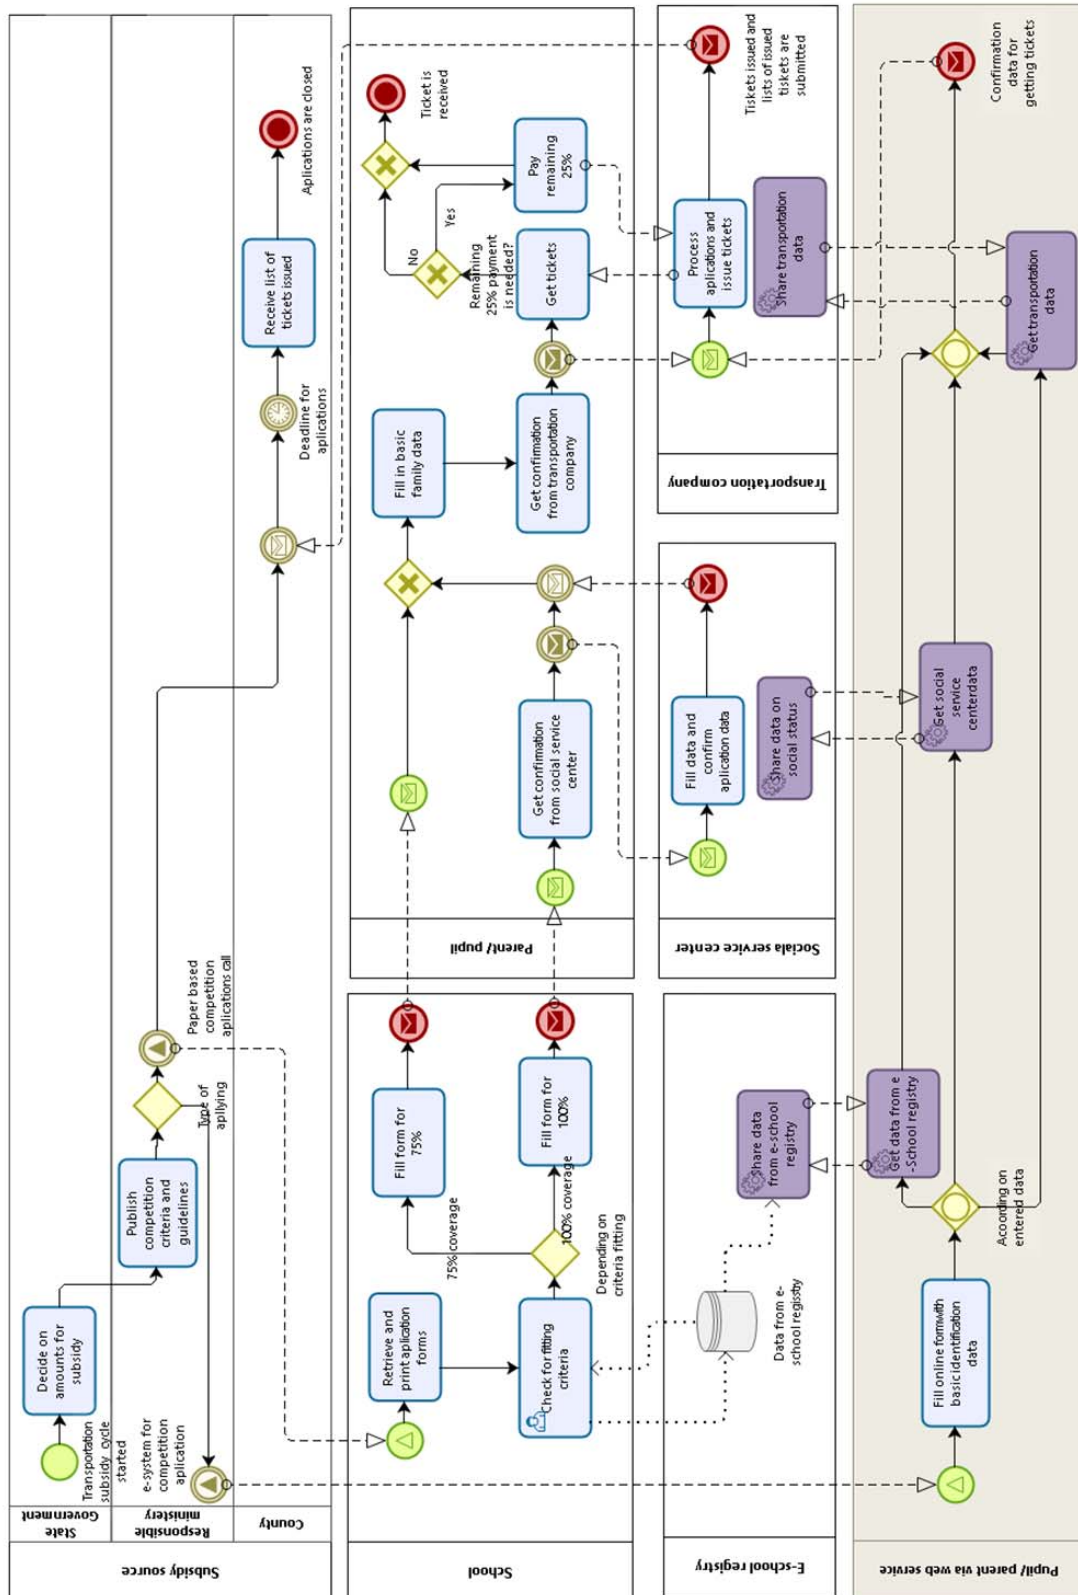 Subsidy source
State
Government
Responsible
ministery
County
Transportation
subsidy cycle
started
Decide on
amounts for
subsidy
Publish
competition
criteria and
guidelines
Type of
apllying
e-system for
competition
aplication
Paper based
competition
aplications call
Deadline for
aplications
Receive list of
tickets issued
Aplications are closed
School
Retrieve and
print aplication
forms
Check for fitting
criteria
Depending on
criteria fitting
75% coverage
100% coverage
Fill form for
75%
Fill form for
100%
Parent/ pupil
Get confirmation
from social service
center
Fill in basic
family data
Get confirmation
from transportation
company
Get tickets
Remaining
25% payment
is needed?
No
Yes
Pay
remaining
25%
Ticket is
received
E-school registry
Data from e-
school regisstry
Share data
from e-school
registry
Sociala service center
Fill data and
confirm
aplication data
Share data on
social status
Transportation company
Process
aplications and
issue tickets
Share transportation
data
Tiskets issued and
lists of issued
tiskets are
submitted
Pupil/ parent via web service
Fill online formwith
basic identification
data
Acoording on
entered data
Get data from e
-School registry
Get social
service
centerdata
Get transportation
data
Confirmation
data for
getting tickets